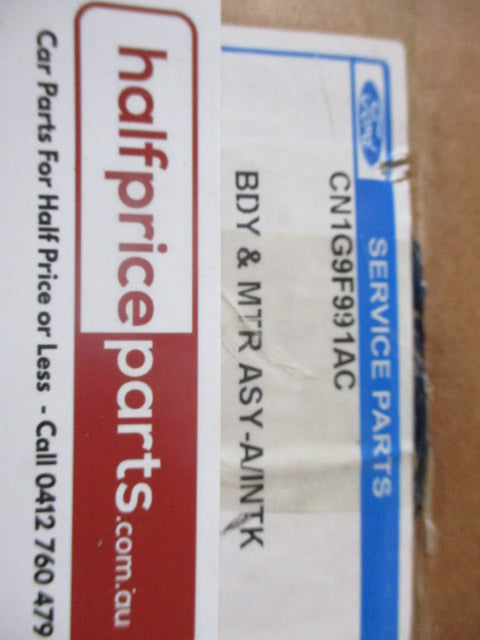 Ford
SERVICE PARTS
CN1G9F991AC
BDY & MTR ASY-A/INTK
halfpriceparts.com.au
Car Parts For Half Price or Less - Call 0412 760 479